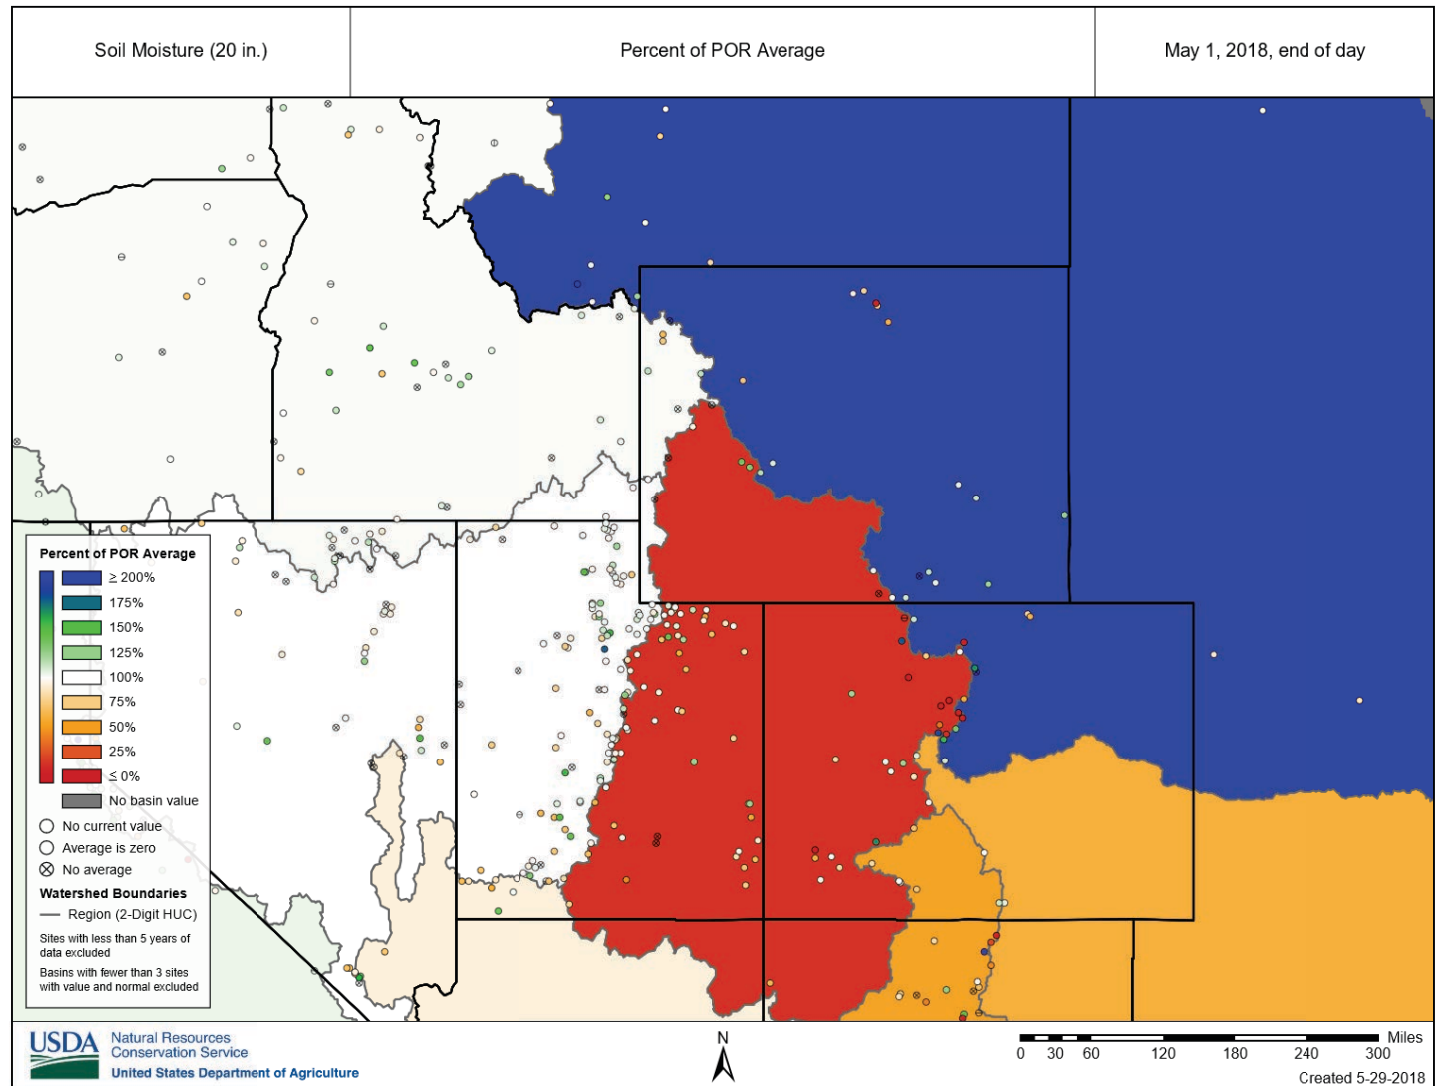 Soil Moisture (20 in.)
Percent of POR Average
May 1, 2018, end of day
Percent of POR Average
≥ 200%
175%
150%
125%
100%
75%
50%
25%
≤ 0%
No basin value
No current value
Average is zero
No average
Watershed Boundaries
Region (2-Digit HUC)
Sites with less than 5 years of
data excluded
Basins with fewer than 3 sites
with value and normal excluded
USDA
Natural Resources
Conservation Service
United States Department of Agriculture
N
Miles
0 30 60 120 180 240 300
Created 5-29-2018